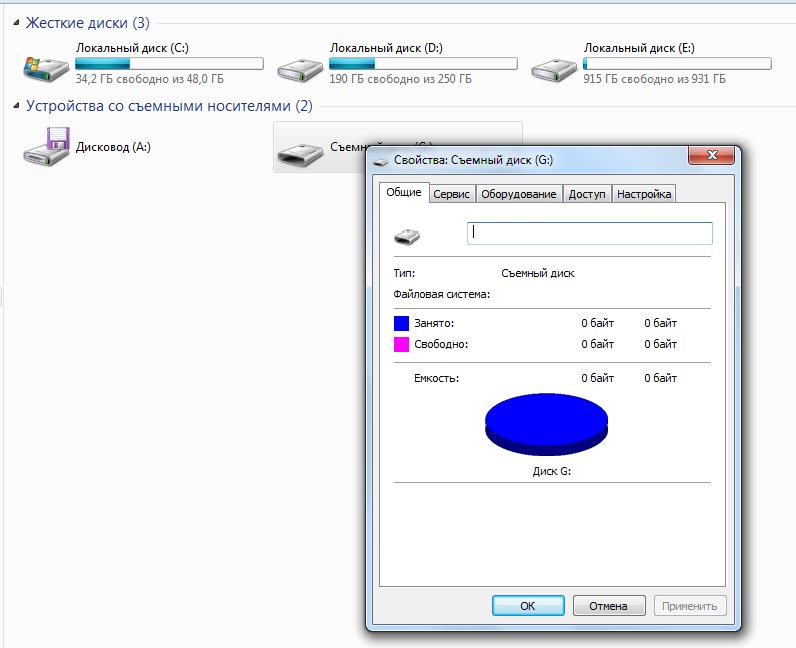 Жесткие диски (3)
Локальный диск (C:)
34,2 ГБ свободно из 48,0 ГБ
Локальный диск (D:)
190 ГБ свободно из 250 ГБ
Локальный диск (E:)
915 ГБ свободно из 931 ГБ
Устройства со съемными носителями (2)
Дисковод (A:)
Свойства: Съемный диск (G:)
Общие Сервис Оборудование Доступ Настройка
Тип: Съемный диск
Файловая система:
Занято: 0 байт 0 байт
Свободно: 0 байт 0 байт
Емкость: 0 байт 0 байт
Диск G:
OK Отмена Применить